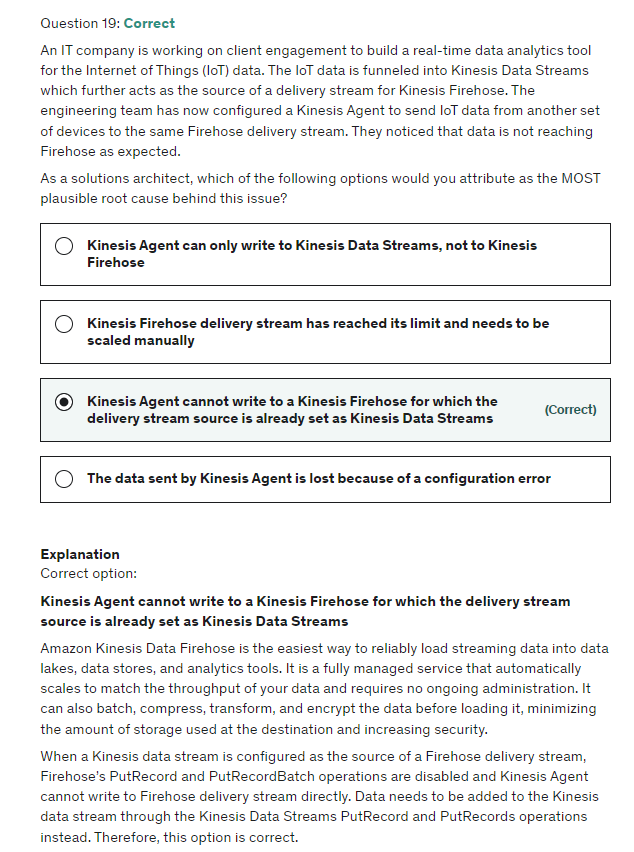 Question 19: Correct
An IT company is working on client engagement to build a real-time data analytics tool
for the Internet of Things (IoT) data. The IoT data is funneled into Kinesis Data Streams
which further acts as the source of a delivery stream for Kinesis Firehose. The
engineering team has now configured a Kinesis Agent to send IoT data from another set
of devices to the same Firehose delivery stream. They noticed that data is not reaching
Firehose as expected.
As a solutions architect, which of the following options would you attribute as the MOST
plausible root cause behind this issue?
Kinesis Agent can only write to Kinesis Data Streams, not to Kinesis
Firehose
Kinesis Firehose delivery stream has reached its limit and needs to be
scaled manually
Kinesis Agent cannot write to a Kinesis Firehose for which the
delivery stream source is already set as Kinesis Data Streams
(Correct)
The data sent by Kinesis Agent is lost because of a configuration error
Explanation
Correct option:
Kinesis Agent cannot write to a Kinesis Firehose for which the delivery stream
source is already set as Kinesis Data Streams
Amazon Kinesis Data Firehose is the easiest way to reliably load streaming data into data
lakes, data stores, and analytics tools. It is a fully managed service that automatically
scales to match the throughput of your data and requires no ongoing administration. It
can also batch, compress, transform, and encrypt the data before loading it, minimizing
the amount of storage used at the destination and increasing security.
When a Kinesis data stream is configured as the source of a Firehose delivery stream,
Firehose's PutRecord and PutRecordBatch operations are disabled and Kinesis Agent
cannot write to Firehose delivery stream directly. Data needs to be added to the Kinesis
data stream through the Kinesis Data Streams PutRecord and PutRecords operations
instead. Therefore, this option is correct.